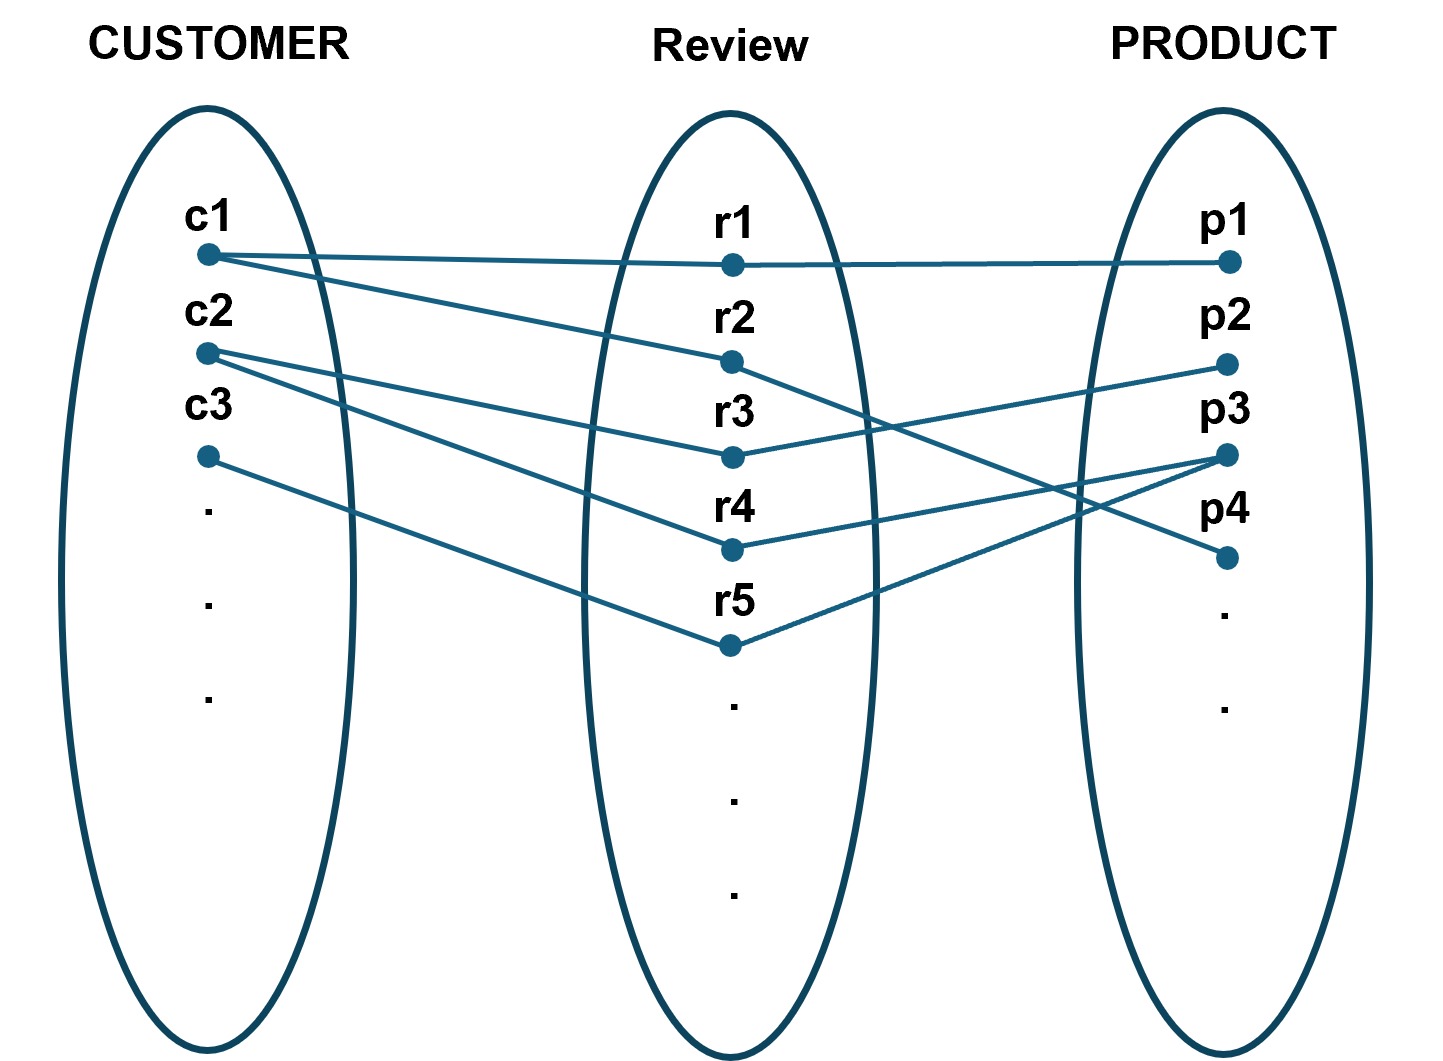 CUSTOMER
Review
PRODUCT
c1
c2
c3
.
.
.
r1
r2
r3
r4
r5
.
.
.
p1
p2
p3
p4
.
.